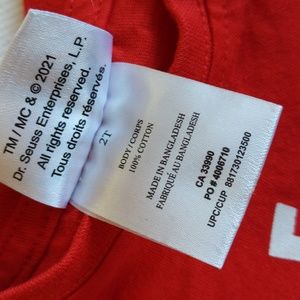 TM / MC & © 2021
Dr. Seuss Enterprises, L.P.
All rights reserved.
Tous droits réservés.
2T
BODY / CORPS
100% COTTON
MADE IN BANGLADESH
FABRIQUÉ AU BANGLADESH
CA 33990
PO # 4006710
UPC/CUP 881730123500